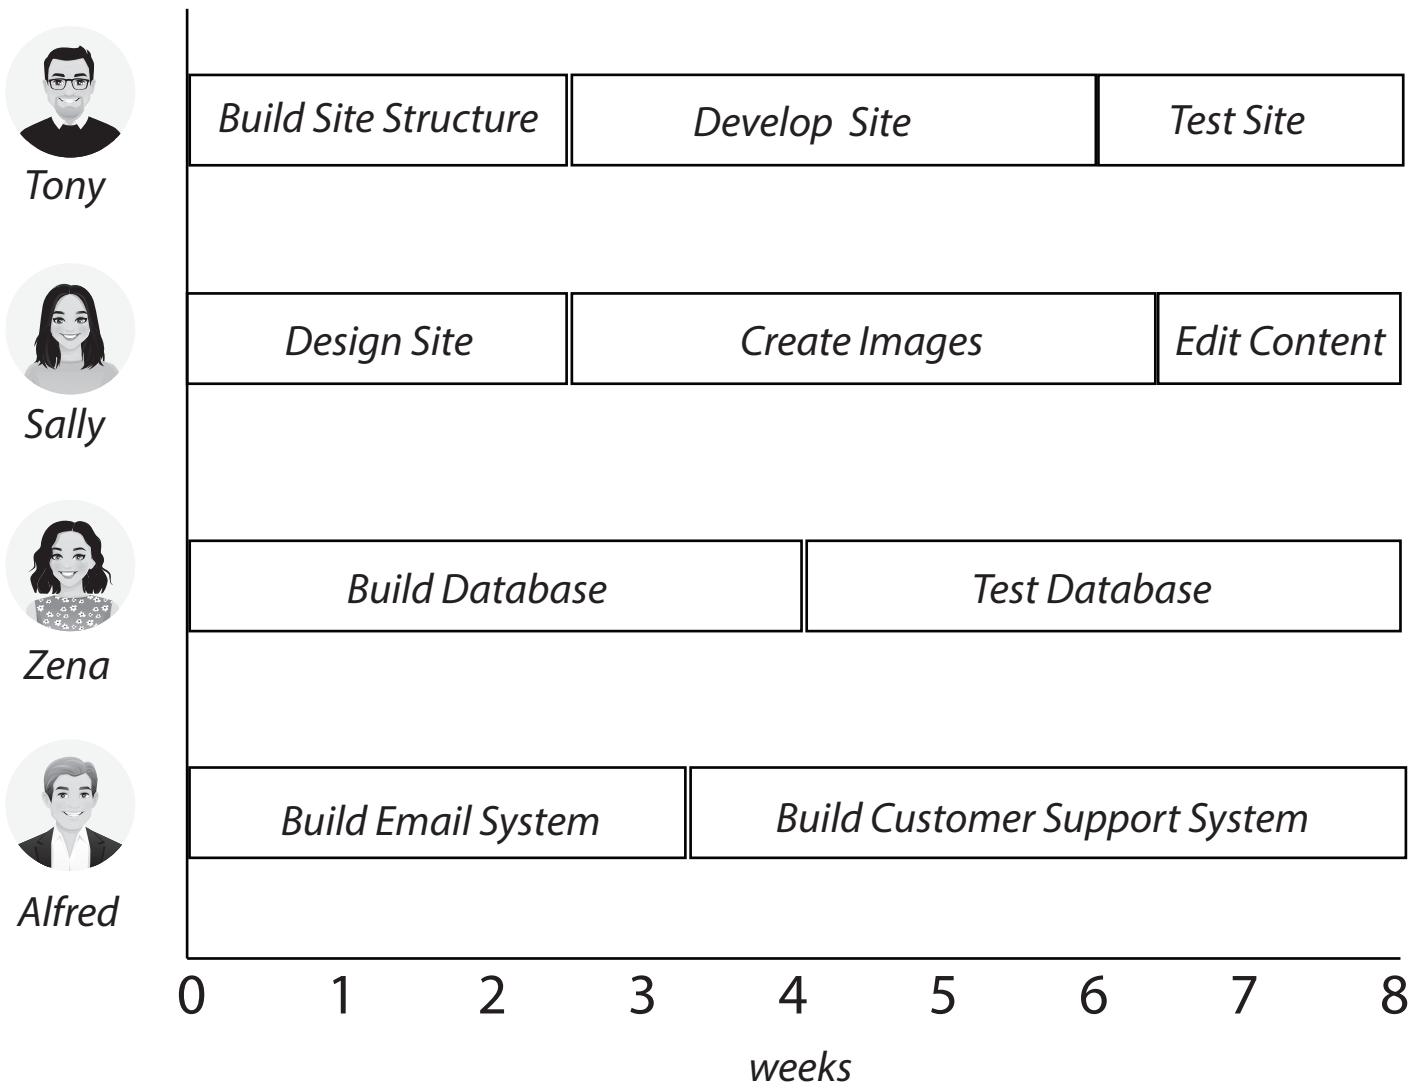 Build Site Structure
Develop Site
Test Site
Tony
Design Site
Create Images
Edit Content
Sally
Build Database
Test Database
Zena
Build Email System
Build Customer Support System
Alfred
0 1 2 3 4 5 6 7 8
weeks